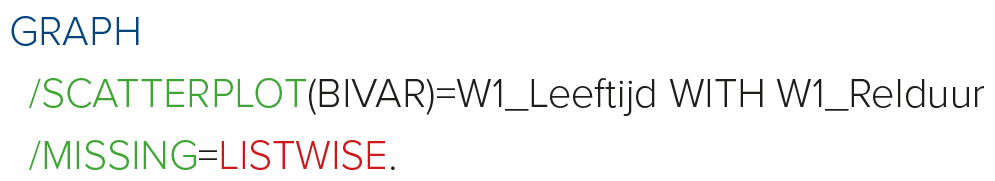 GRAPH
/SCATTERPLOT(BIVAR)=W1_Leeftijd WITH W1_Relduur
/MISSING=LISTWISE.